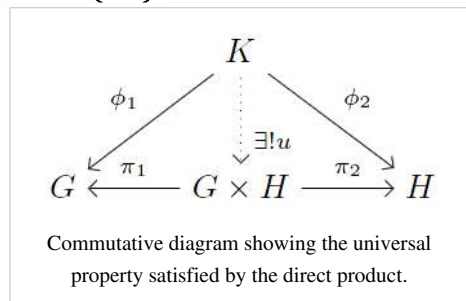 K
ϕ₁ ϕ₂
∃!u
π₁ π₂
G G × H H
Commutative diagram showing the universal
property satisfied by the direct product.